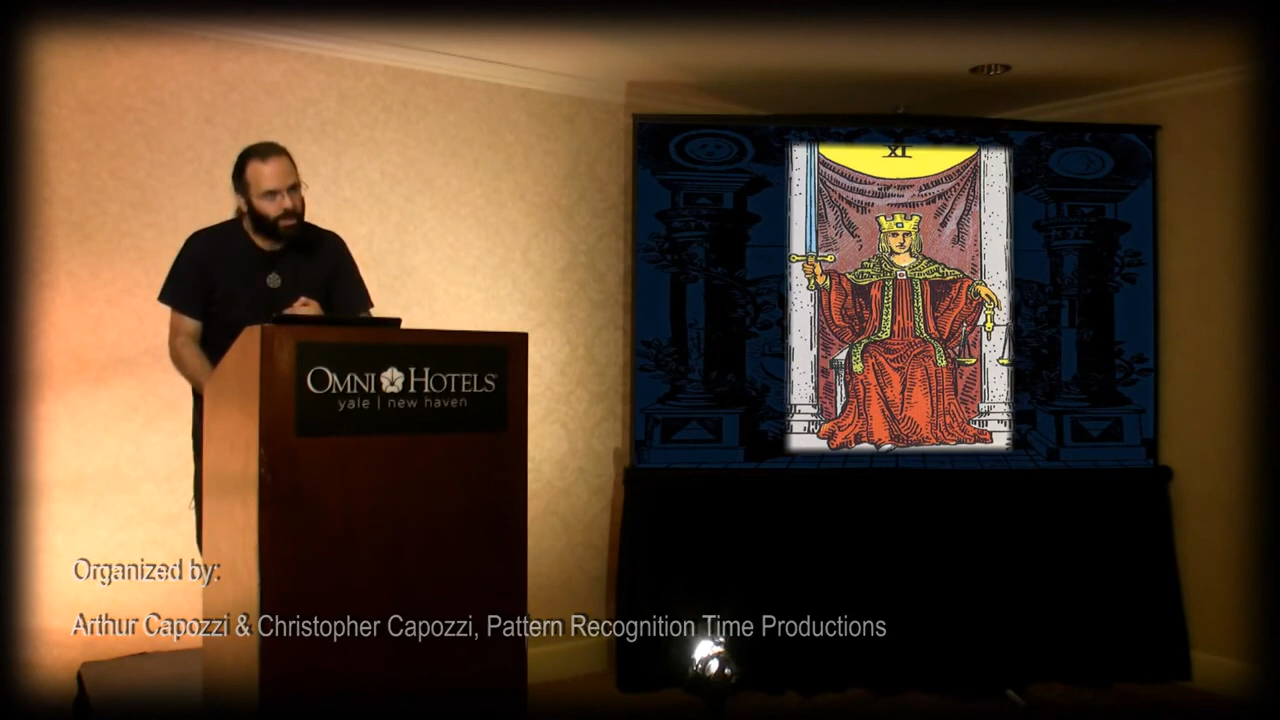 XI
OMNI HOTELS
yale | new haven
Organized by:
Arthur Capozzi & Christopher Capozzi, Pattern Recognition Time Productions